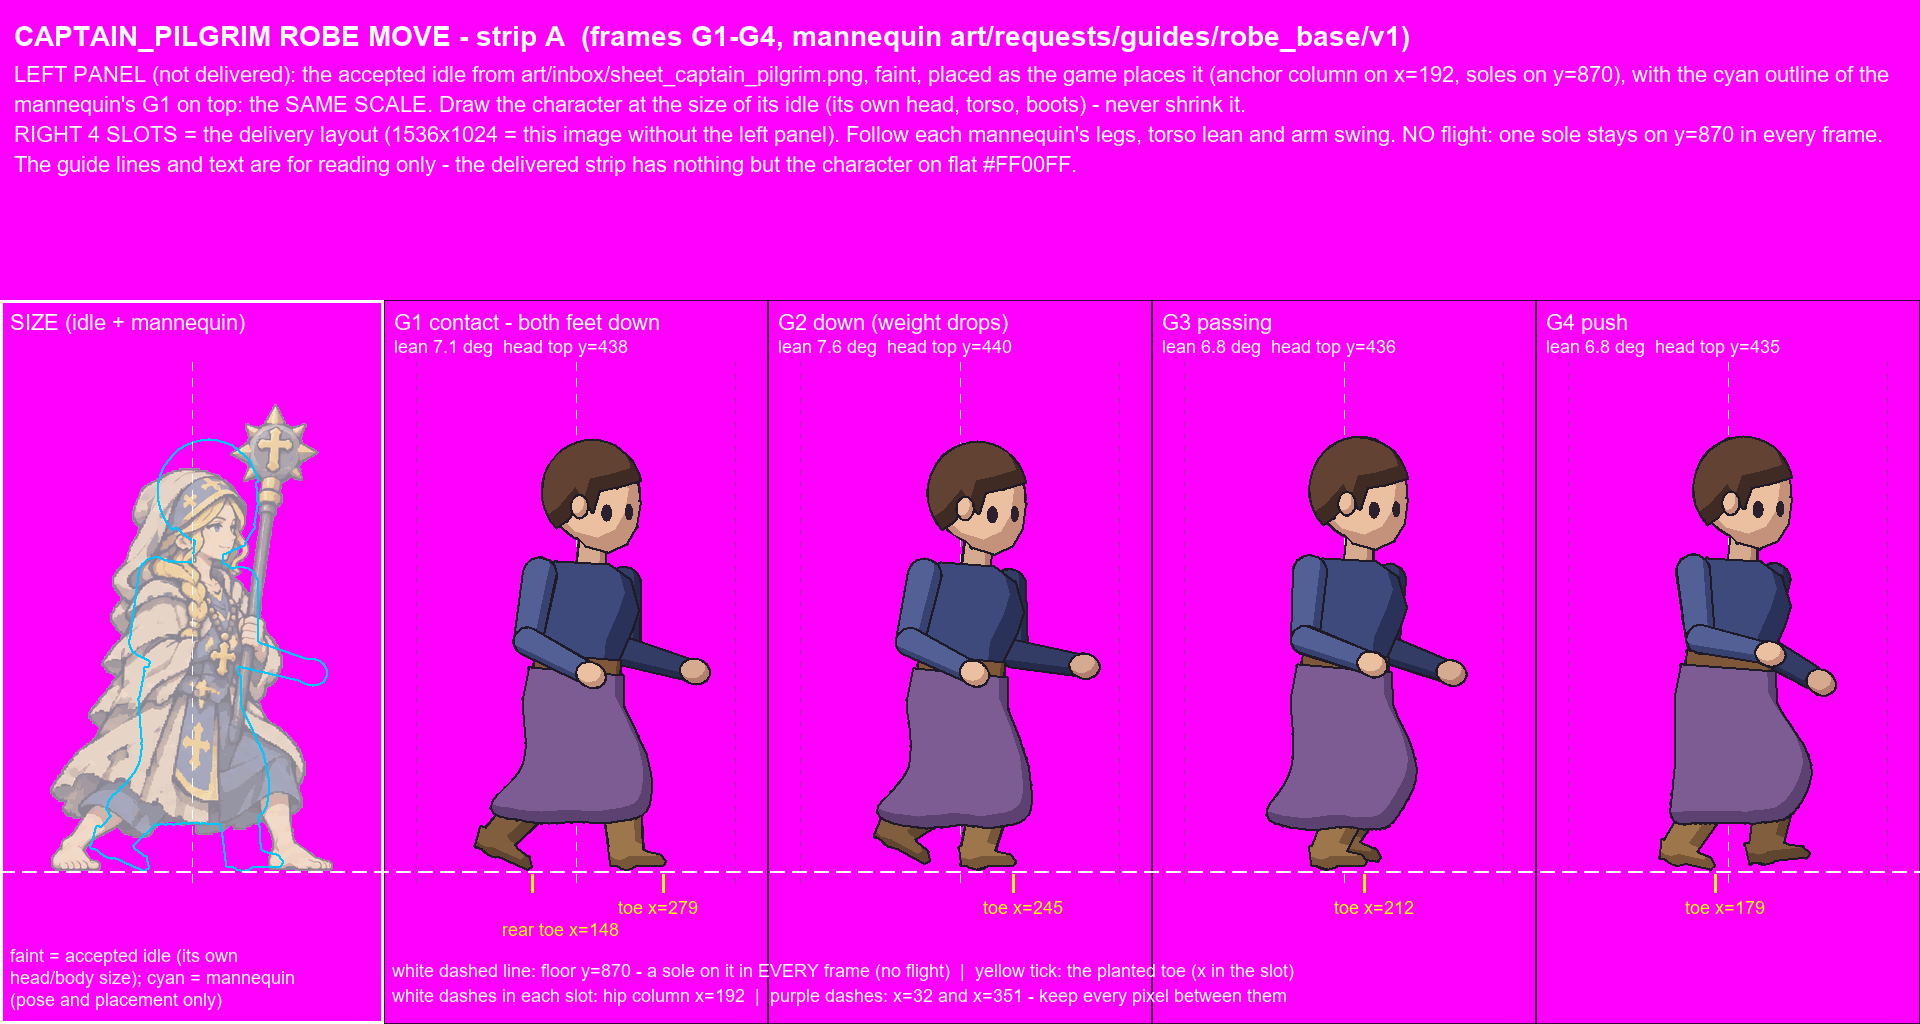 CAPTAIN_PILGRIM ROBE MOVE - strip A  (frames G1-G4, mannequin art/requests/guides/robe_base/v1)
LEFT PANEL (not delivered): the accepted idle from art/inbox/sheet_captain_pilgrim.png, faint, placed as the game places it (anchor column on x=192, soles on y=870), with the cyan outline of the
mannequin's G1 on top: the SAME SCALE. Draw the character at the size of its idle (its own head, torso, boots) - never shrink it.
RIGHT 4 SLOTS = the delivery layout (1536x1024 = this image without the left panel). Follow each mannequin's legs, torso lean and arm swing. NO flight: one sole stays on y=870 in every frame.
The guide lines and text are for reading only - the delivered strip has nothing but the character on flat #FF00FF.
SIZE (idle + mannequin)
G1 contact - both feet down
lean 7.1 deg  head top y=438
G2 down (weight drops)
lean 7.6 deg  head top y=440
G3 passing
lean 6.8 deg  head top y=436
G4 push
lean 6.8 deg  head top y=435
toe x=279
rear toe x=148
toe x=245
toe x=212
toe x=179
faint = accepted idle (its own
head/body size); cyan = mannequin
(pose and placement only)
white dashed line: floor y=870 - a sole on it in EVERY frame (no flight)  |  yellow tick: the planted toe (x in the slot)
white dashes in each slot: hip column x=192  |  purple dashes: x=32 and x=351 - keep every pixel between them